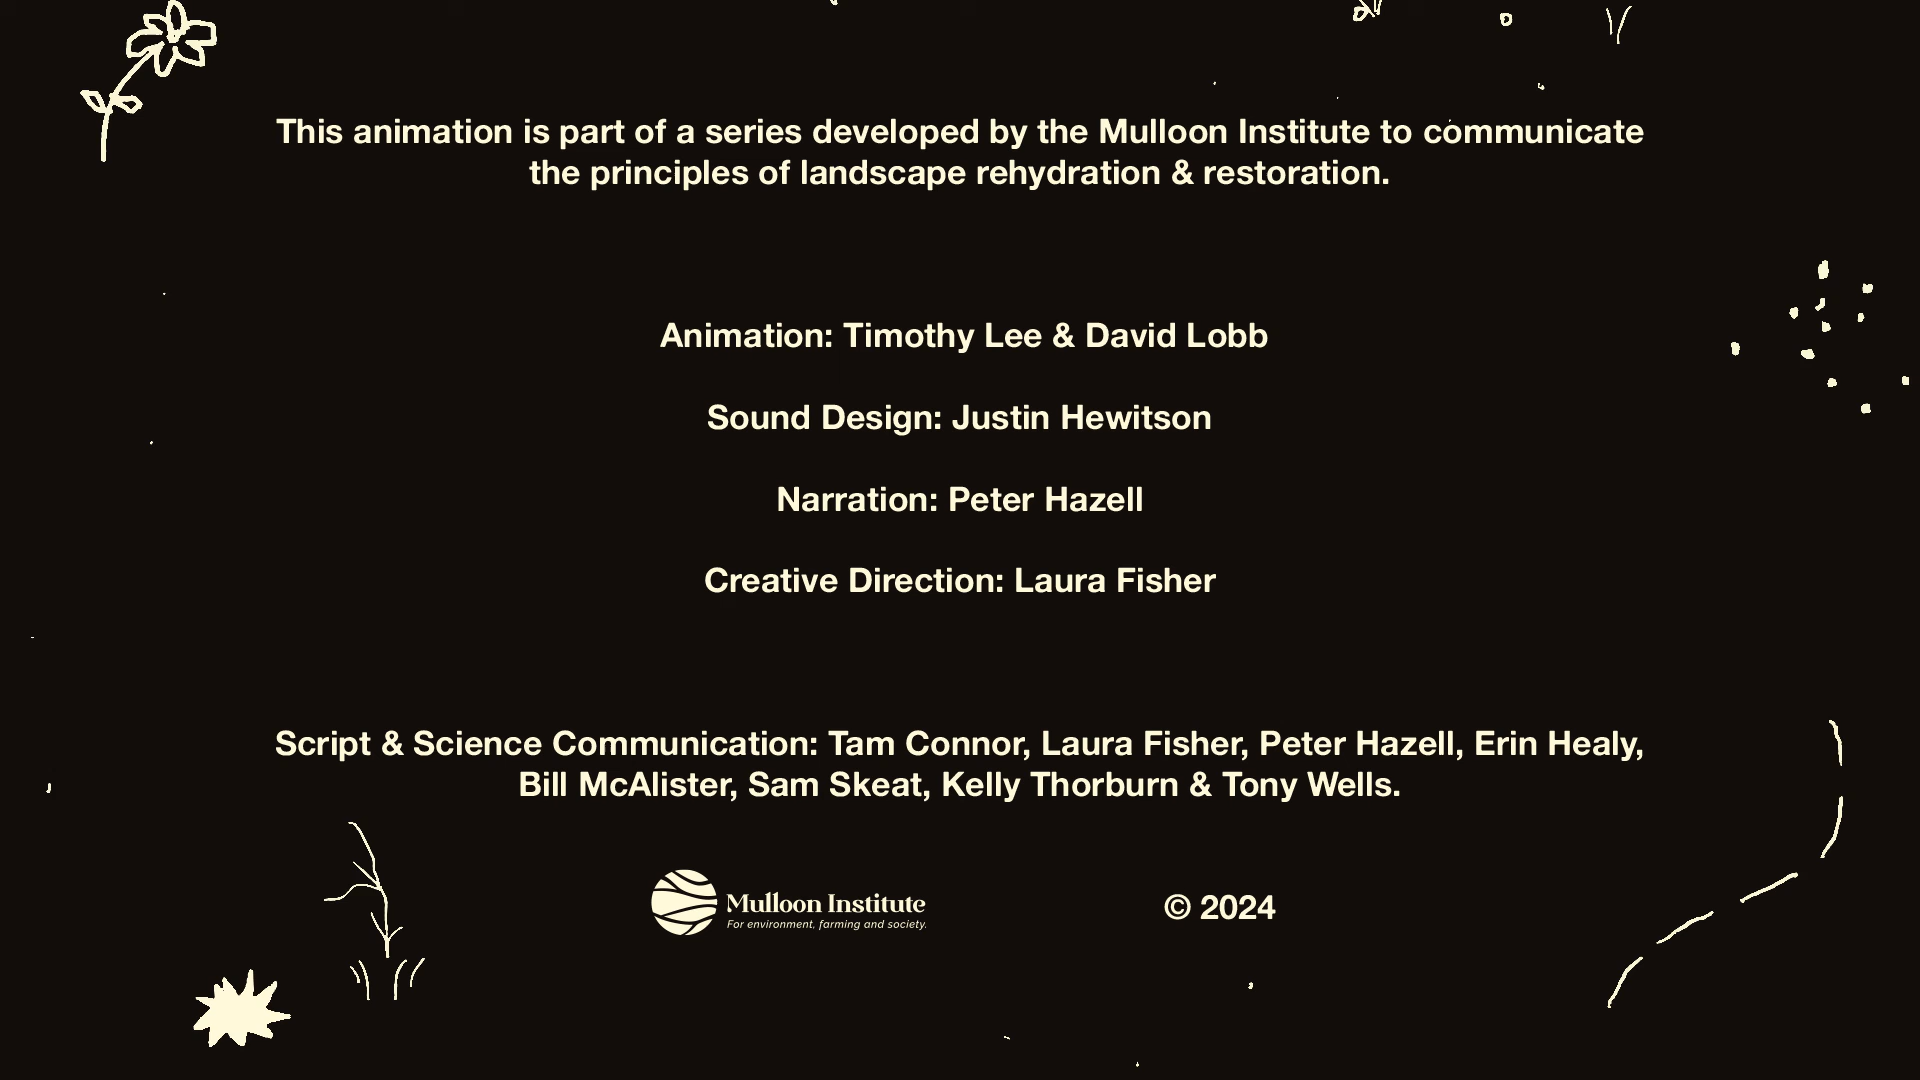 This animation is part of a series developed by the Mulloon Institute to communicate
the principles of landscape rehydration & restoration.
Animation: Timothy Lee & David Lobb
Sound Design: Justin Hewitson
Narration: Peter Hazell
Creative Direction: Laura Fisher
Script & Science Communication: Tam Connor, Laura Fisher, Peter Hazell, Erin Healy,
Bill McAlister, Sam Skeat, Kelly Thorburn & Tony Wells.
Mulloon Institute
For environment, farming and society.
© 2024